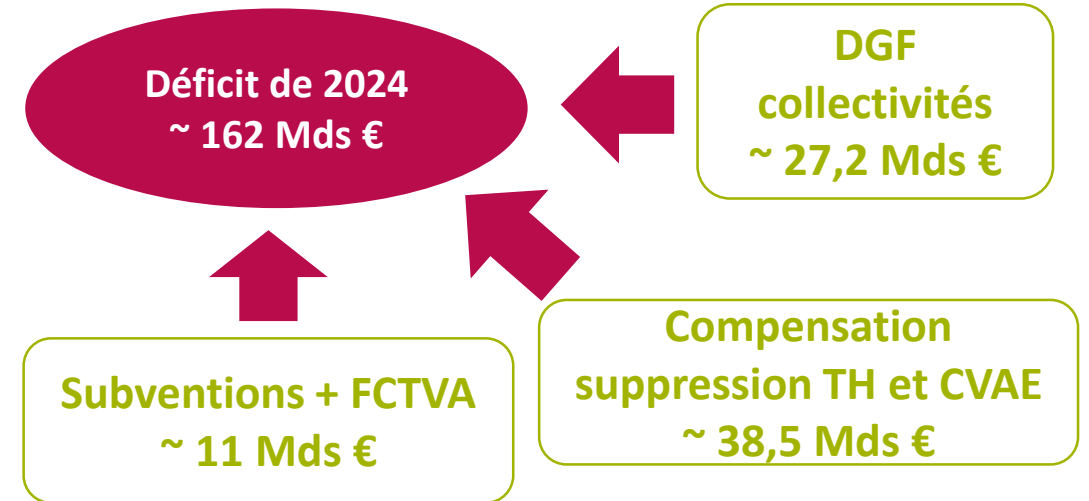 Déficit de 2024
~ 162 Mds €
DGF
collectivités
~ 27,2 Mds €
Subventions + FCTVA
~ 11 Mds €
Compensation
suppression TH et CVAE
~ 38,5 Mds €